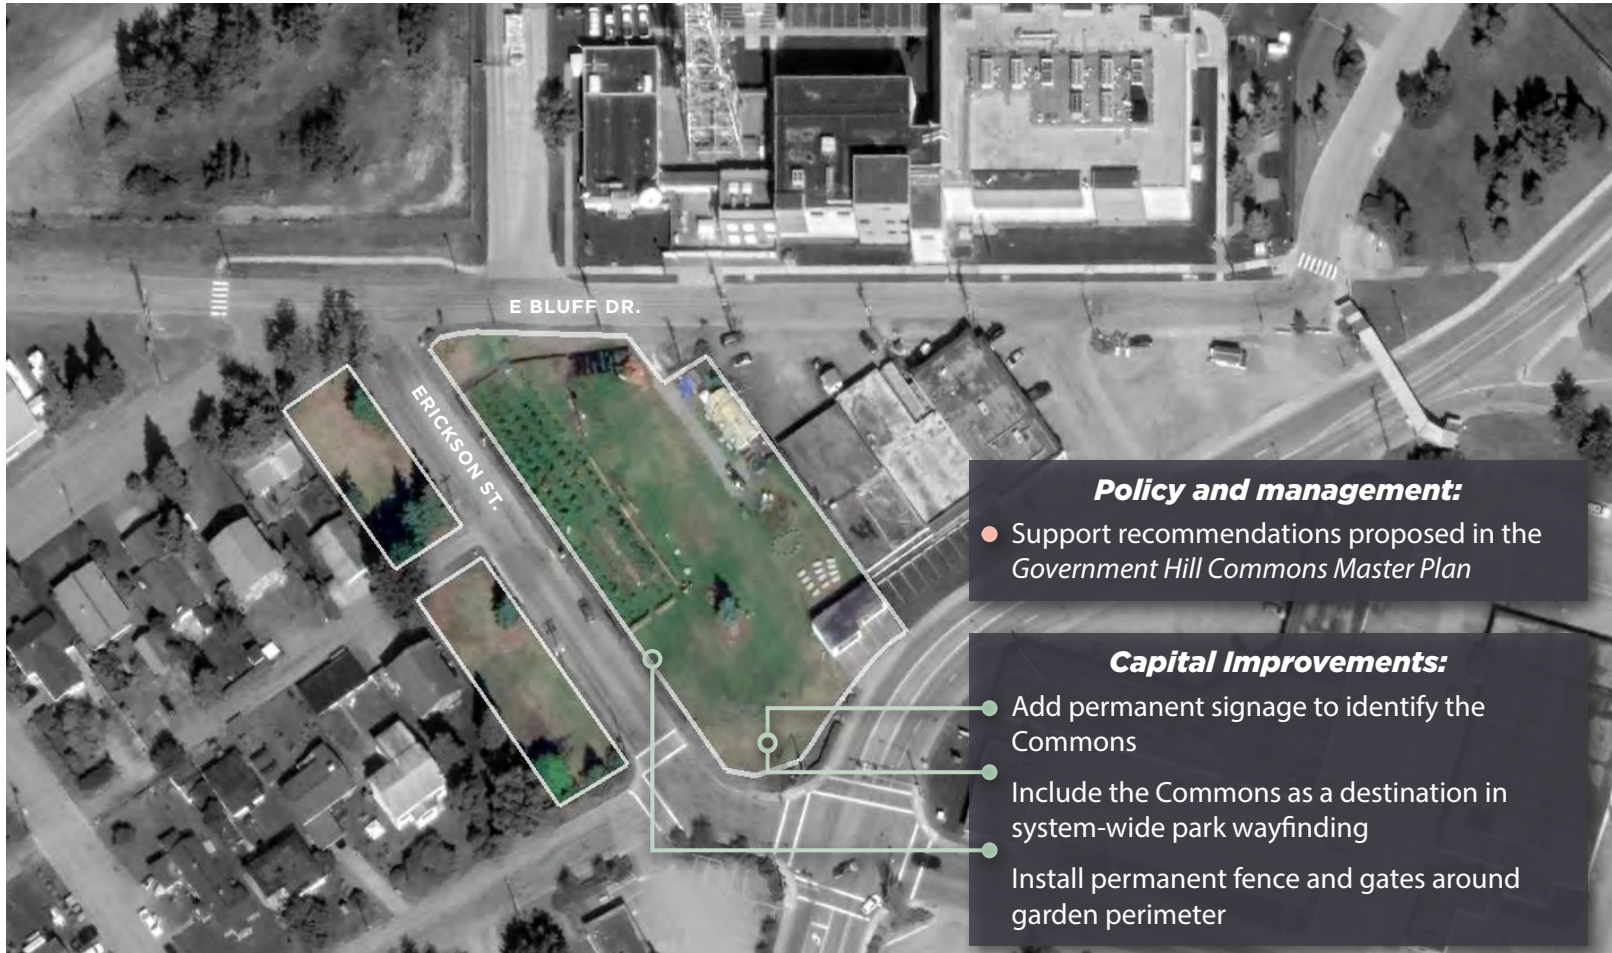 E BLUFF DR.
ERICKSON ST.
Policy and management:
Support recommendations proposed in the
Government Hill Commons Master Plan
Capital Improvements:
Add permanent signage to identify the
Commons
Include the Commons as a destination in
system-wide park wayfinding
Install permanent fence and gates around
garden perimeter